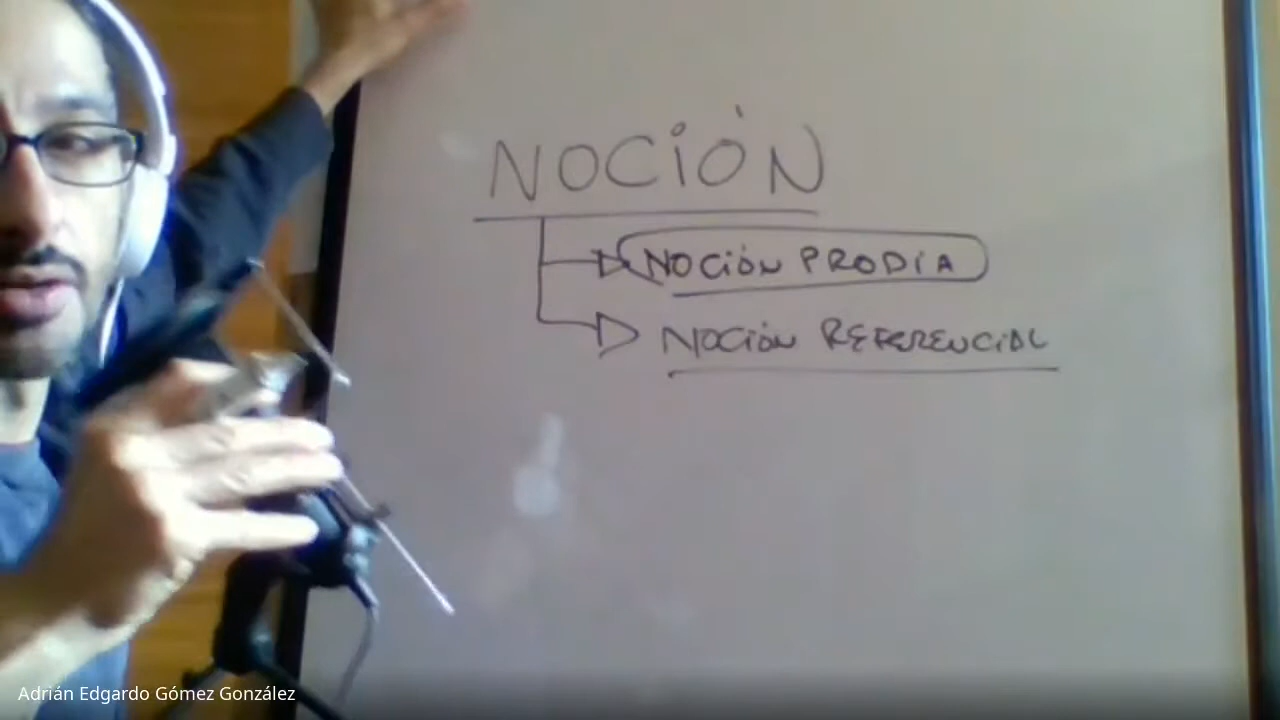 NOCIÓN
NOCIÓN PRODIA
NOCIÓN REFERENCIAL
Adrián Edgardo Gómez González